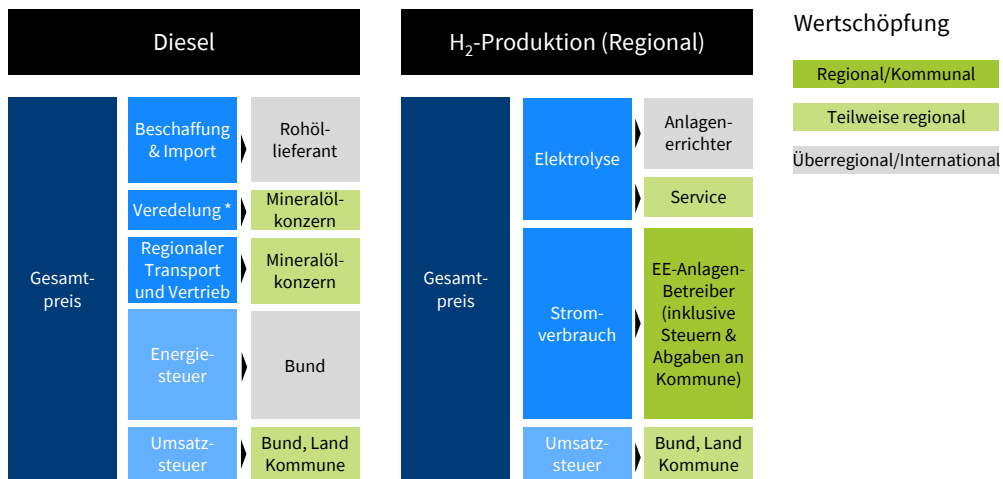 Diesel
H₂-Produktion (Regional)
Wertschöpfung
Regional/Kommunal
Teilweise regional
Überregional/International
Gesamt-
preis
Beschaffung
& Import
Rohöl-
lieferant
Veredelung *
Mineralöl-
konzern
Regionaler
Transport
und Vertrieb
Mineralöl-
konzern
Energie-
steuer
Bund
Umsatz-
steuer
Bund, Land
Kommune
Gesamt-
preis
Elektrolyse
Anlagen-
errichter
Service
Strom-
verbrauch
EE-Anlagen-
Betreiber
(inklusive
Steuern &
Abgaben an
Kommune)
Umsatz-
steuer
Bund, Land
Kommune